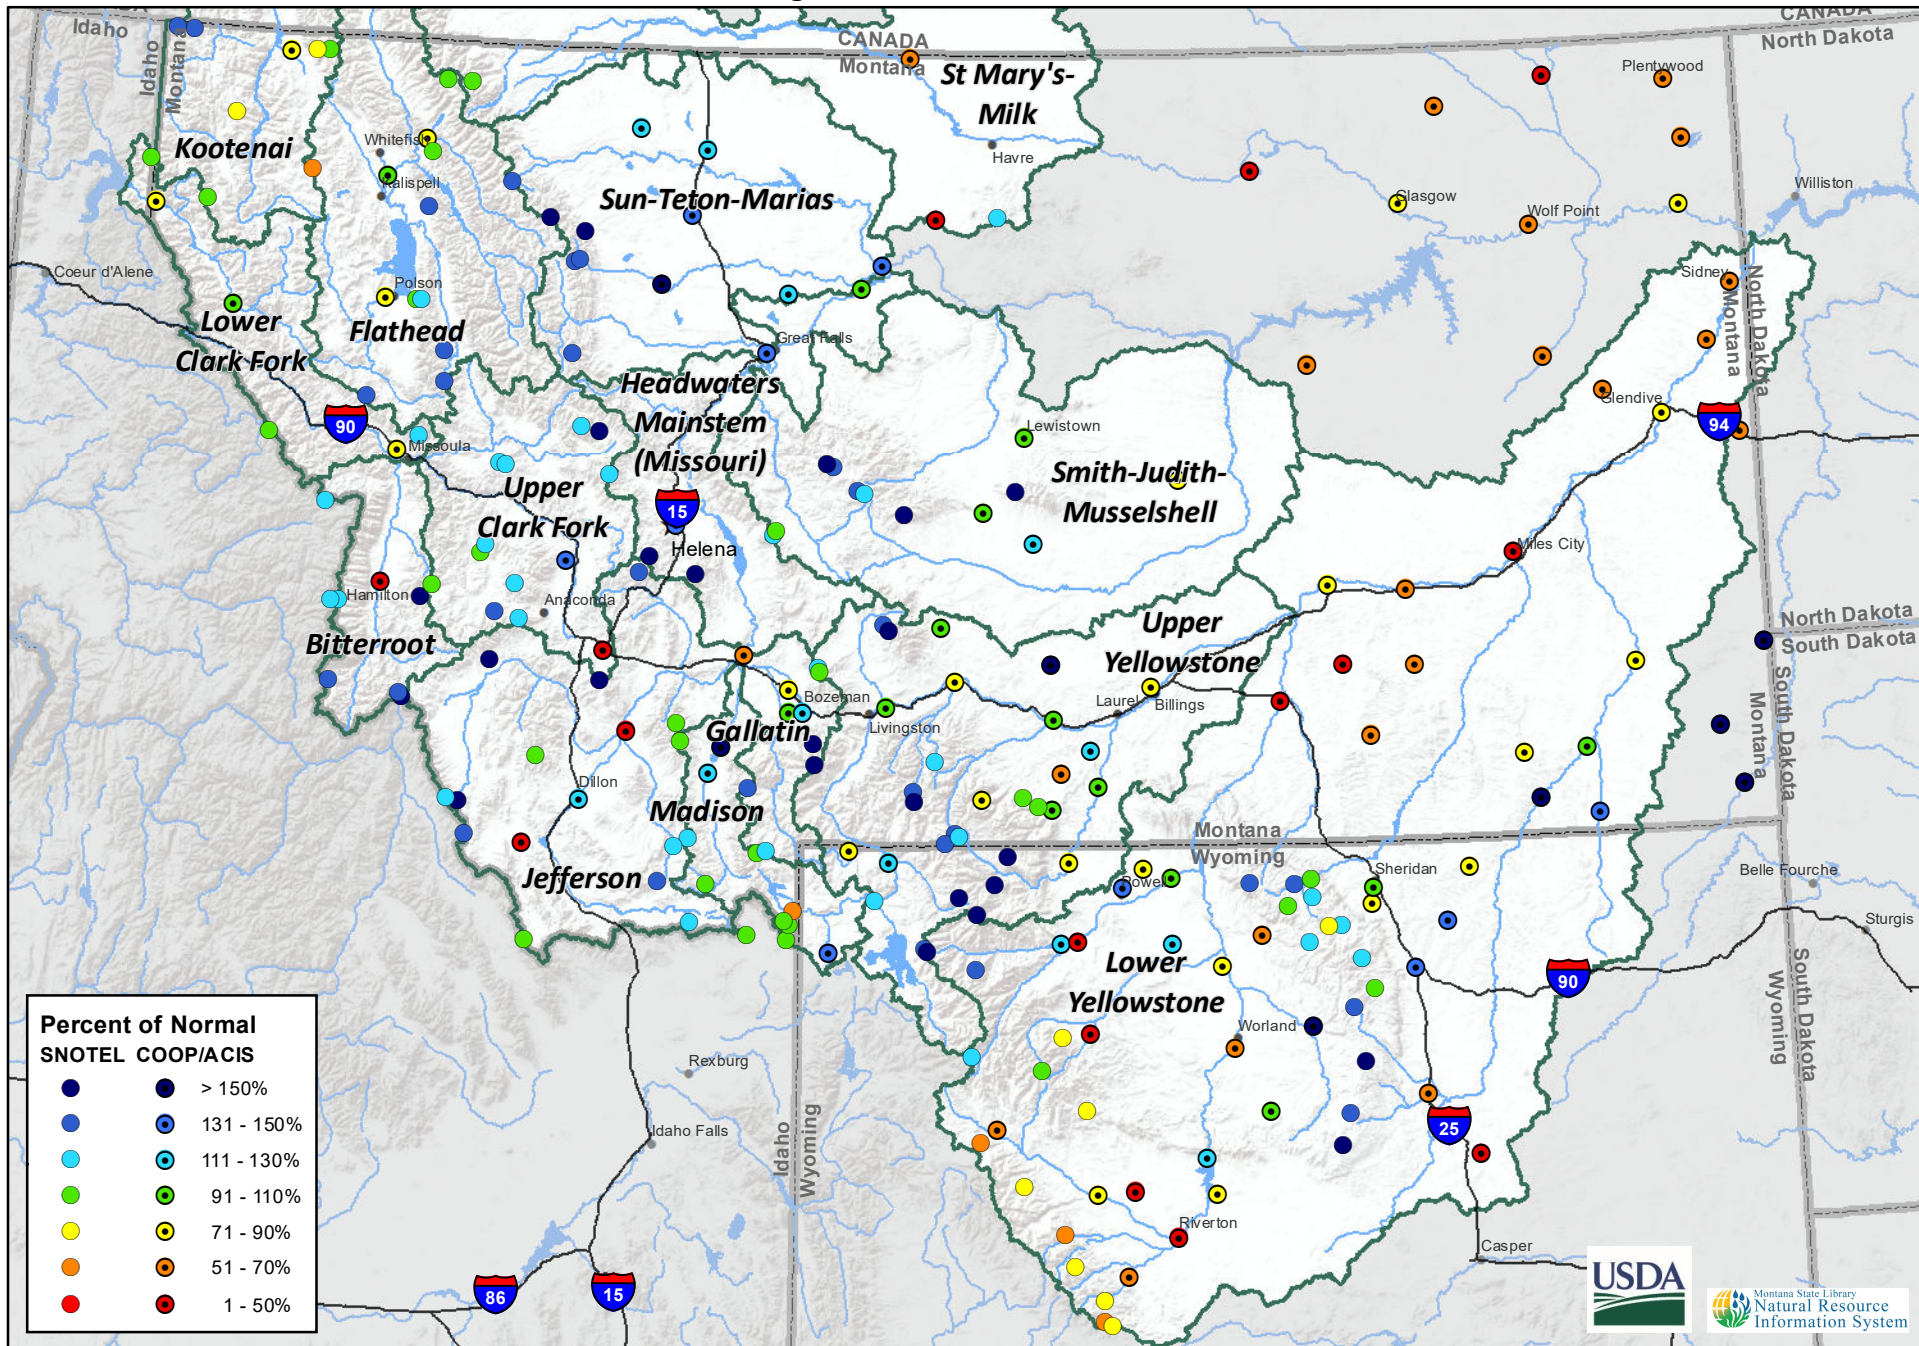 CANADA
Idaho
Idaho
Montana
CANADA
Montana
CANADA
North Dakota
St Mary's-
Milk
Plentywood
Kootenai
Whitefish
Kalispell
Havre
Sun-Teton-Marias
Glasgow
Wolf Point
Williston
Coeur d'Alene
Polson
Sidney
North Dakota
Montana
Lower
Clark Fork
Flathead
Great Falls
Headwaters
Mainstem
(Missouri)
Glendive
90
94
Missoula
Lewistown
Smith-Judith-
Musselshell
Upper
Clark Fork
15
Helena
Miles City
Hamilton
Anaconda
Bitterroot
Upper
Yellowstone
North Dakota
South Dakota
South Dakota
Montana
Bozeman
Livingston
Laurel
Billings
Gallatin
Dillon
Madison
Jefferson
Montana
Wyoming
Powell
Sheridan
Belle Fourche
Sturgis
Lower
Yellowstone
90
South Dakota
Wyoming
Worland
Rexburg
Idaho Falls
Idaho
Wyoming
25
Riverton
Casper
86
15
Percent of Normal
SNOTEL COOP/ACIS
> 150%
131 - 150%
111 - 130%
91 - 110%
71 - 90%
51 - 70%
1 - 50%
USDA
Montana State Library
Natural Resource
Information System